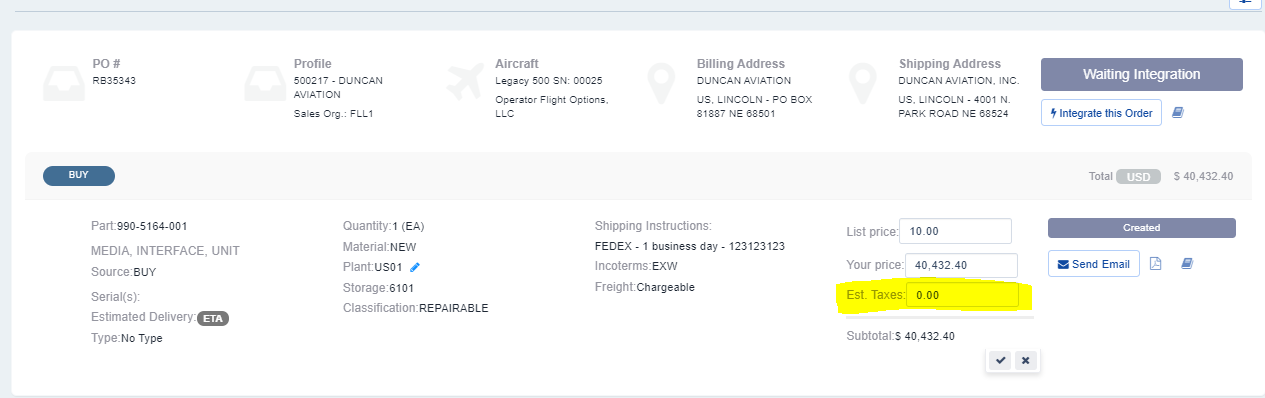 PO #
RB35343
Profile
500217 - DUNCAN
AVIATION
Sales Org.: FLL1
Aircraft
Legacy 500 SN: 00025
Operator Flight Options,
LLC
Billing Address
DUNCAN AVIATION
US, LINCOLN - PO BOX
81887 NE 68501
Shipping Address
DUNCAN AVIATION, INC.
US, LINCOLN - 4001 N.
PARK ROAD NE 68524
Waiting Integration
Integrate this Order
BUY
Total USD $ 40,432.40
Part:990-5164-001
MEDIA, INTERFACE, UNIT
Source:BUY
Serial(s):
Estimated Delivery: ETA
Type:No Type
Quantity:1 (EA)
Material:NEW
Plant:US01
Storage:6101
Classification:REPAIRABLE
Shipping Instructions:
FEDEX - 1 business day - 123123123
Incoterms:EXW
Freight:Chargeable
List price: 10.00
Your price: 40,432.40
Est. Taxes: 0.00
Subtotal:$ 40,432.40
Created
Send Email